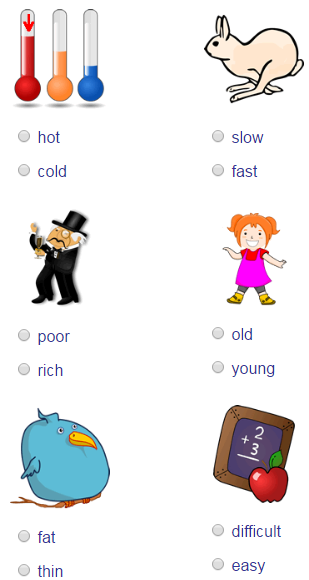 hot
cold
slow
fast
poor
rich
old
young
fat
thin
2
+ 3
difficult
easy